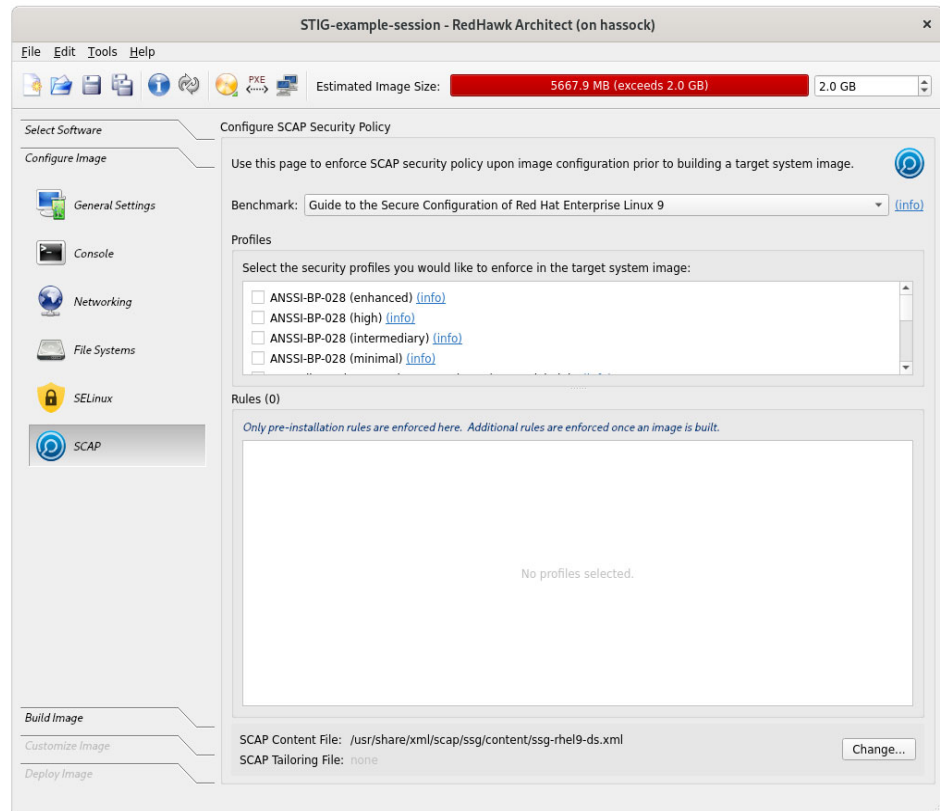 STIG-example-session - RedHawk Architect (on hassock)
File Edit Tools Help
PXE
Estimated Image Size: 5667.9 MB (exceeds 2.0 GB) 2.0 GB
Select Software
Configure SCAP Security Policy
Configure Image
Use this page to enforce SCAP security policy upon image configuration prior to building a target system image.
General Settings
Benchmark: Guide to the Secure Configuration of Red Hat Enterprise Linux 9 (info)
Profiles
Console
Select the security profiles you would like to enforce in the target system image:
ANSSI-BP-028 (enhanced) (info)
Networking
ANSSI-BP-028 (high) (info)
ANSSI-BP-028 (intermediary) (info)
File Systems
ANSSI-BP-028 (minimal) (info)
SELinux
Rules (0)
Only pre-installation rules are enforced here. Additional rules are enforced once an image is built.
SCAP
No profiles selected.
Build Image
Customize Image
Deploy Image
SCAP Content File: /usr/share/xml/scap/ssg/content/ssg-rhel9-ds.xml
SCAP Tailoring File: none
Change...